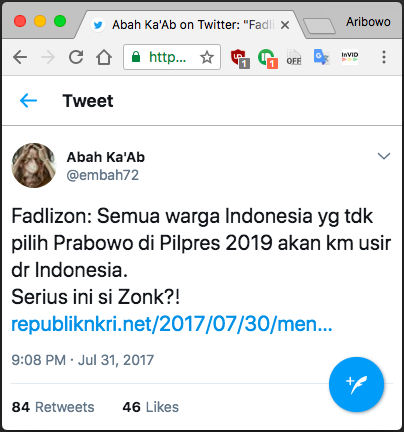 Abah Ka'Ab on Twitter: "Fadli
Aribowo
http...
1
1
OFF
InVID
Tweet
Abah Ka'Ab
@embah72
Fadlizon: Semua warga Indonesia yg tdk
pilih Prabowo di Pilpres 2019 akan km usir
dr Indonesia.
Serius ini si Zonk?!
republiknkri.net/2017/07/30/men...
9:08 PM · Jul 31, 2017
84 Retweets 46 Likes